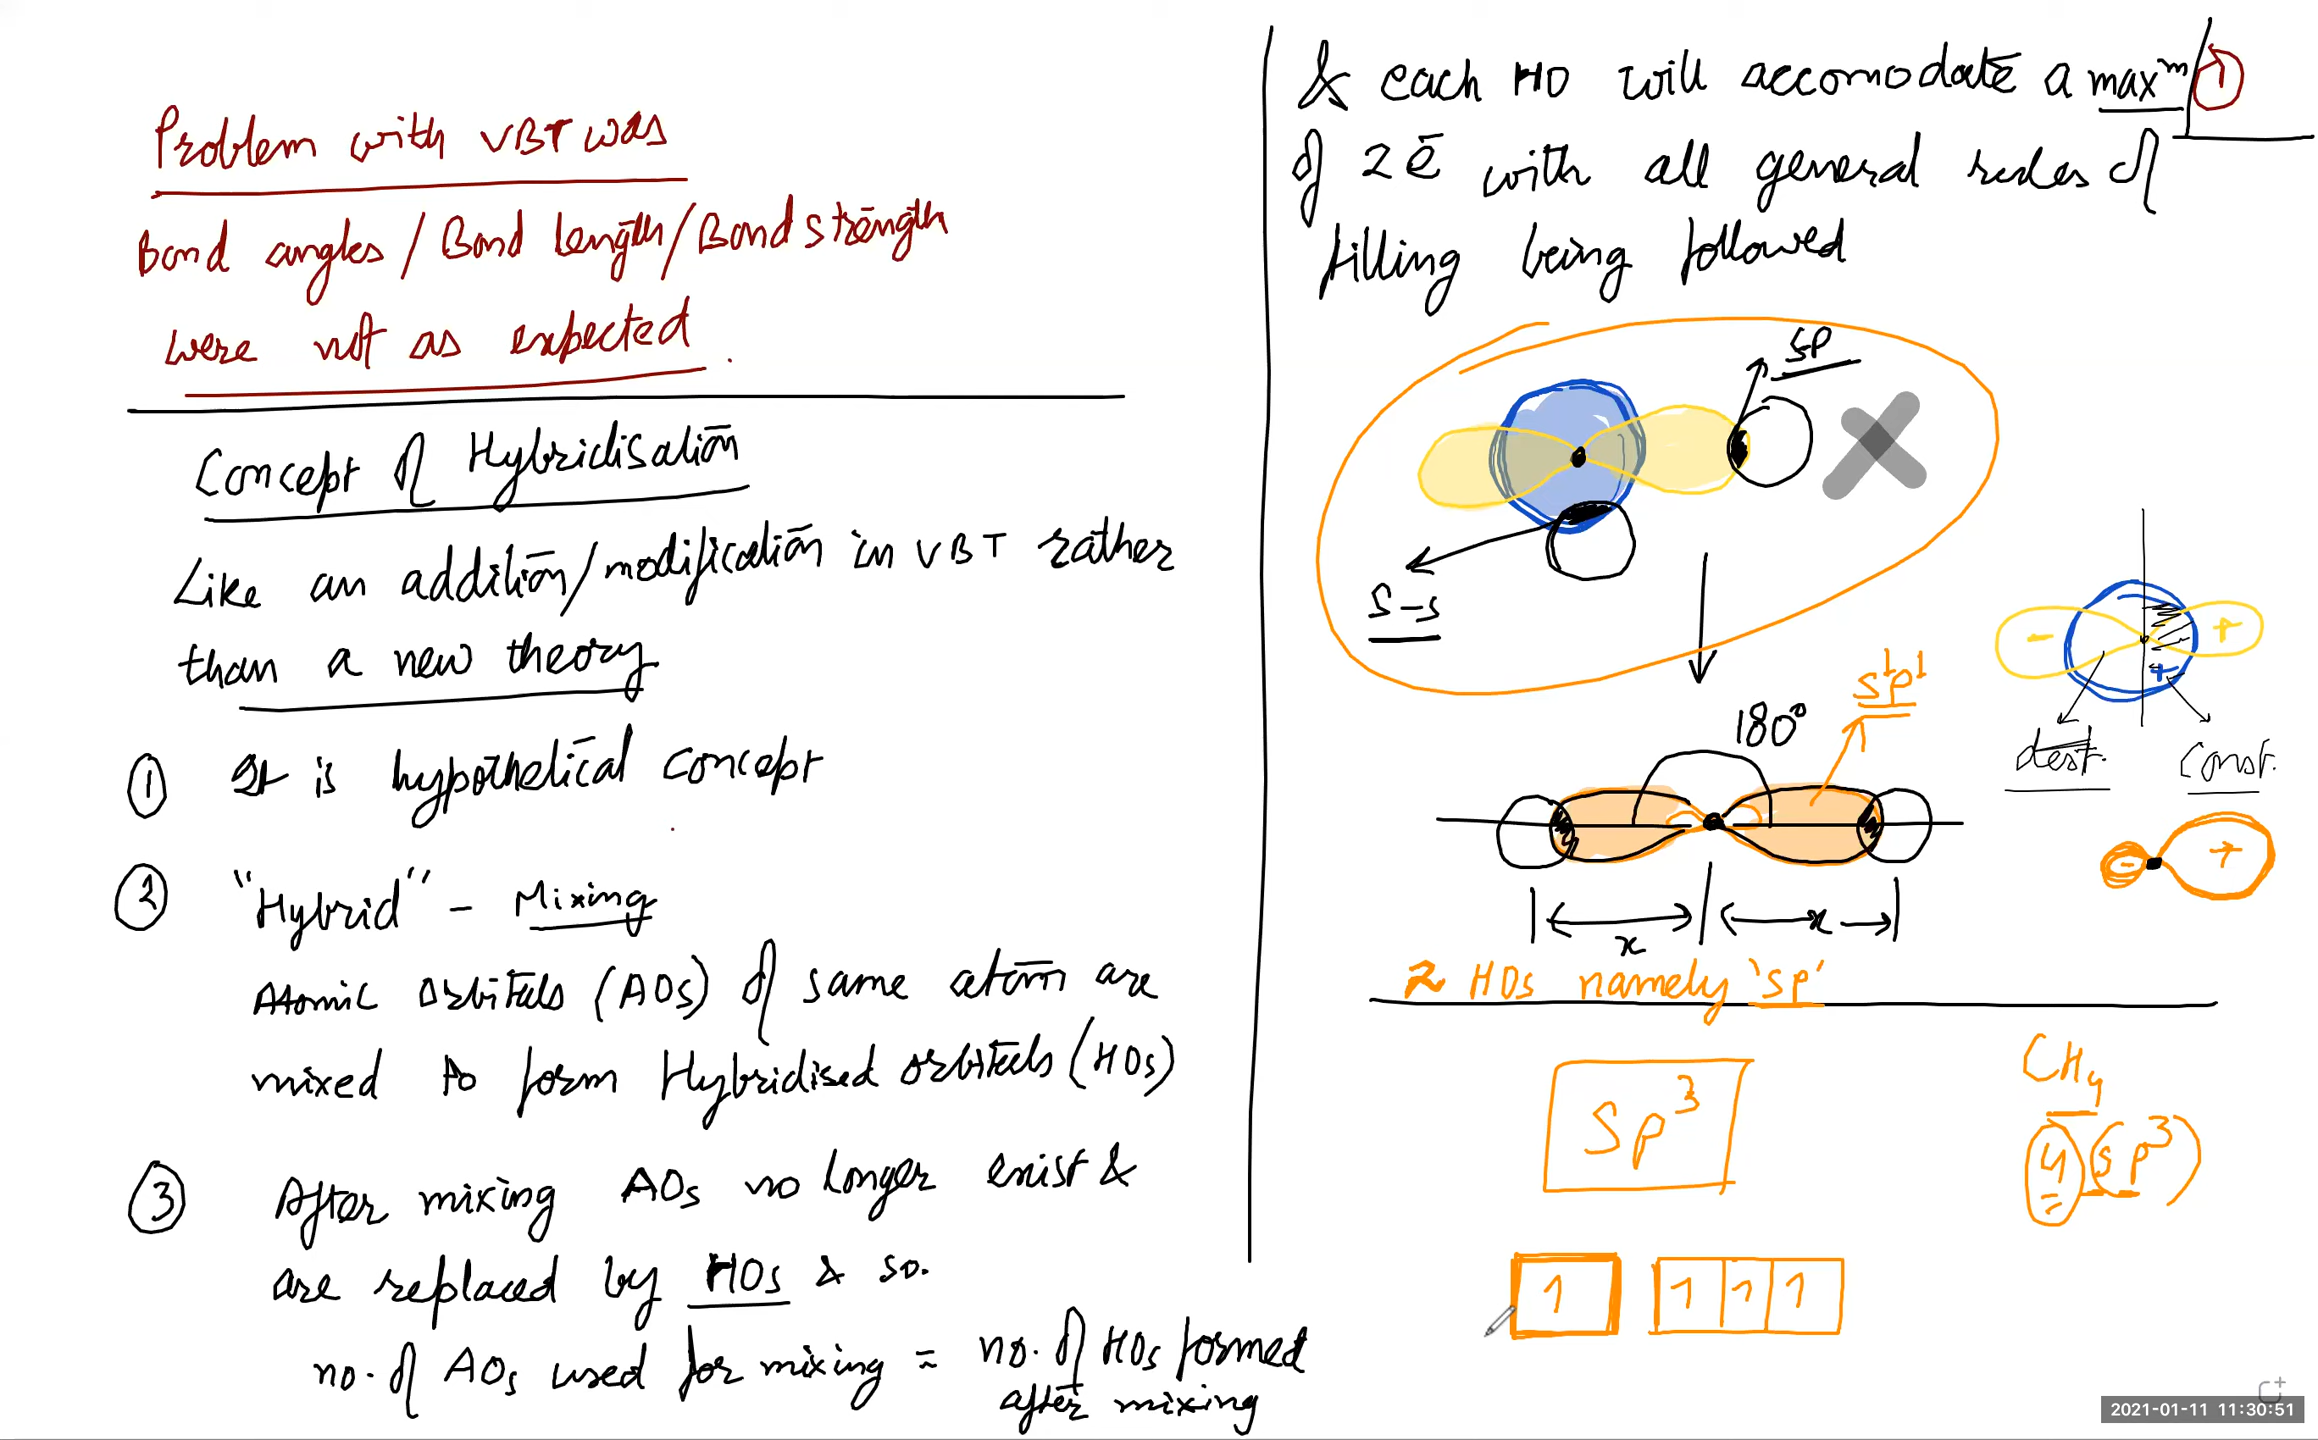 Problem with VBT was
Bond angles/Bond length/Bond strength
were not as expected.
Concept of Hybridisation
Like an addition/modification in VBT rather
than a new theory
① It is hypothetical concept
② "Hybrid" - Mixing
Atomic Orbitals (AOs) of same atom are
mixed to form Hybridised orbitals (HOs)
③ After mixing AOs no longer exist &
are replaced by HOs & so.
no. of AOs used for mixing = no. of HOs formed
after mixing
& each HO will accomodate a maxᵐ
of 2 ē with all general rules of
filling being followed
1
sp
s-s
- + +
dest. const.
s¹p¹
180°
- +
x x
2 HOs namely 'sp'
sp³
CH₄
4 (sp³)
1 1 1 1
2021-01-11 11:30:51